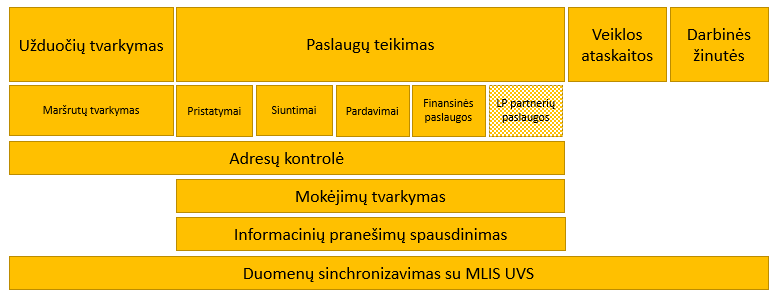 Užduočių tvarkymas
Paslaugų teikimas
Veiklos
ataskaitos
Darbinės
žinutės
Maršrutų tvarkymas
Pristatymai
Siuntimai
Pardavimai
Finansinės
paslaugos
LP partnerių
paslaugos
Adresų kontrolė
Mokėjimų tvarkymas
Informacinių pranešimų spausdinimas
Duomenų sinchronizavimas su MLIS UVS